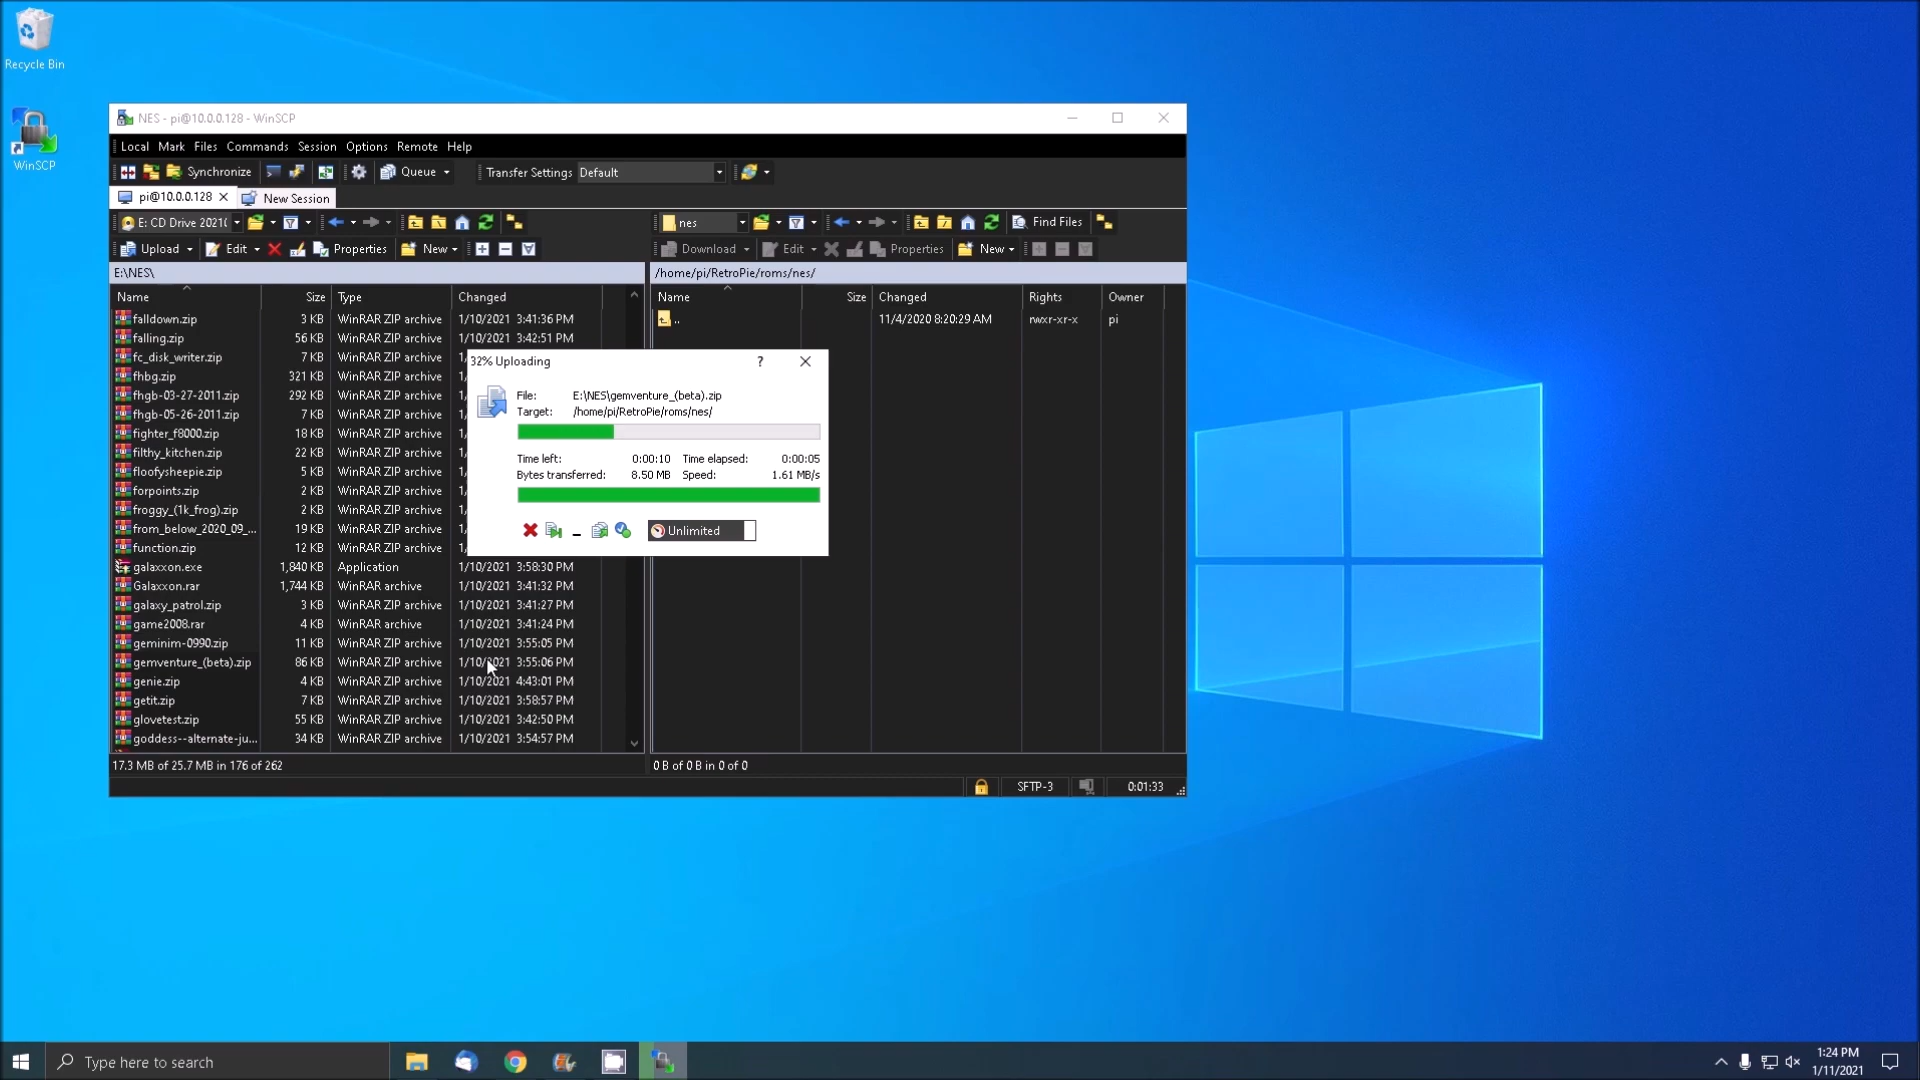 Recycle Bin
WinSCP
NES - pi@10.0.0.128 - WinSCP
Local Mark Files Commands Session Options Remote Help
Synchronize Queue Transfer Settings Default
pi@10.0.0.128 New Session
E: CD Drive 2021 nes Find Files
Upload Edit Properties New Download Edit Properties New
E:\NES\ /home/pi/RetroPie/roms/nes/
Name Size Type Changed Name Size Changed Rights Owner
falldown.zip 3 KB WinRAR ZIP archive 1/10/2021 3:41:36 PM .. 11/4/2020 8:20:29 AM rwxr-xr-x pi
falling.zip 56 KB WinRAR ZIP archive 1/10/2021 3:42:51 PM
fc_disk_writer.zip 7 KB WinRAR ZIP archive 1/
fhbg.zip 321 KB WinRAR ZIP archive 1/
fhgb-03-27-2011.zip 292 KB WinRAR ZIP archive 1/
fhgb-05-26-2011.zip 7 KB WinRAR ZIP archive 1/
fighter_f8000.zip 18 KB WinRAR ZIP archive 1/
filthy_kitchen.zip 22 KB WinRAR ZIP archive 1/
floofysheepie.zip 5 KB WinRAR ZIP archive 1/
forpoints.zip 2 KB WinRAR ZIP archive 1/
froggy_(1k_frog).zip 2 KB WinRAR ZIP archive 1/
from_below_2020_09_... 19 KB WinRAR ZIP archive 1/
function.zip 12 KB WinRAR ZIP archive 1/
galaxxon.exe 1,840 KB Application 1/10/2021 3:58:30 PM
Galaxxon.rar 1,744 KB WinRAR archive 1/10/2021 3:41:32 PM
galaxy_patrol.zip 3 KB WinRAR ZIP archive 1/10/2021 3:41:27 PM
game2008.rar 4 KB WinRAR archive 1/10/2021 3:41:24 PM
geminim-0990.zip 11 KB WinRAR ZIP archive 1/10/2021 3:55:05 PM
gemventure_(beta).zip 86 KB WinRAR ZIP archive 1/10/2021 3:55:06 PM
genie.zip 4 KB WinRAR ZIP archive 1/10/2021 4:43:01 PM
getit.zip 7 KB WinRAR ZIP archive 1/10/2021 3:58:57 PM
glovetest.zip 55 KB WinRAR ZIP archive 1/10/2021 3:42:50 PM
goddess--alternate-ju... 34 KB WinRAR ZIP archive 1/10/2021 3:54:57 PM
17.3 MB of 25.7 MB in 176 of 262 0 B of 0 B in 0 of 0
SFTP-3 0:01:33
32% Uploading ?
File: E:\NES\gemventure_(beta).zip
Target: /home/pi/RetroPie/roms/nes/
Time left: 0:00:10 Time elapsed: 0:00:05
Bytes transferred: 8.50 MB Speed: 1.61 MB/s
Unlimited
Type here to search
1:24 PM
1/11/2021